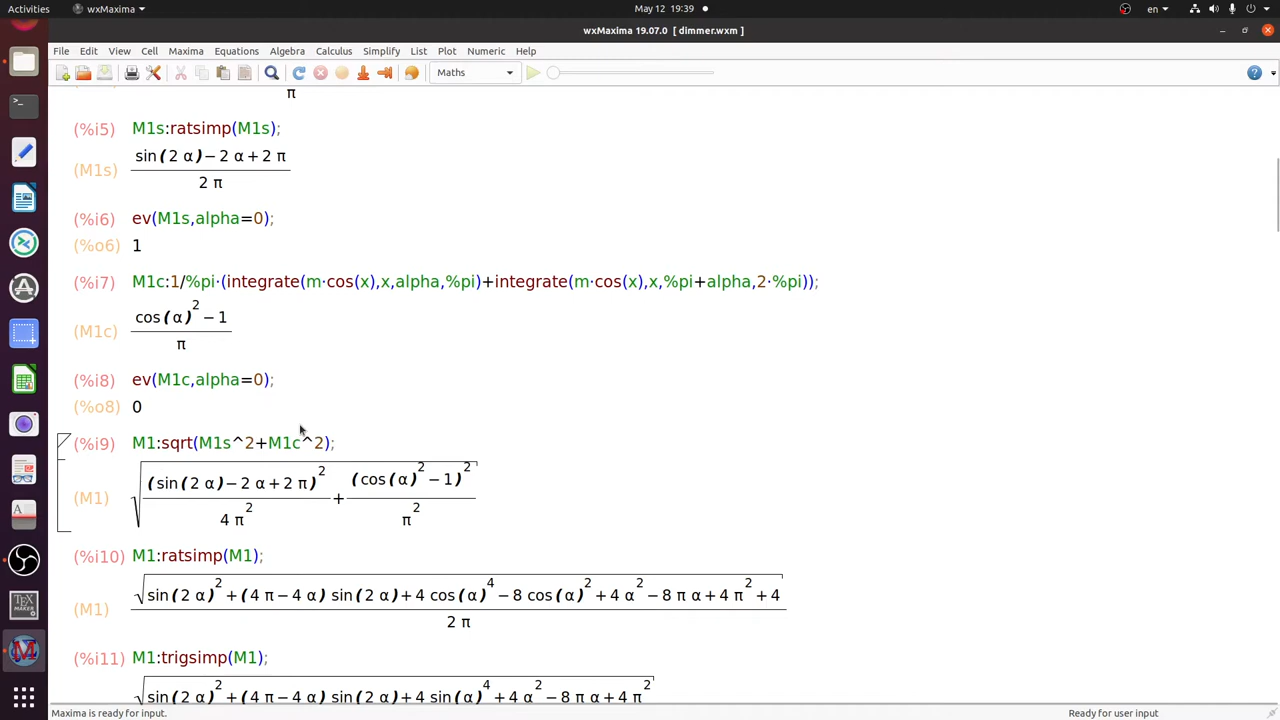 Activities wxMaxima May 12 19:39 en
wxMaxima 19.07.0 [ dimmer.wxm ]
File Edit View Cell Maxima Equations Algebra Calculus Simplify List Plot Numeric Help
Maths
π
(%i5) M1s:ratsimp(M1s);
(M1s) sin(2 α)−2 α+2 π
2 π
(%i6) ev(M1s,alpha=0);
(%o6) 1
(%i7) M1c:1/%pi·(integrate(m·cos(x),x,alpha,%pi)+integrate(m·cos(x),x,%pi+alpha,2·%pi));
(M1c) cos(α)² − 1
π
(%i8) ev(M1c,alpha=0);
(%o8) 0
(%i9) M1:sqrt(M1s^2+M1c^2);
(M1) √ (sin(2 α)−2 α+2 π)² + (cos(α)² − 1)²
4 π² π²
(%i10) M1:ratsimp(M1);
(M1) √ sin(2 α)²+(4 π−4 α) sin(2 α)+4 cos(α)⁴ −8 cos(α)² +4 α² −8 π α+4 π² +4
2 π
(%i11) M1:trigsimp(M1);
√ sin(2 α)²+(4 π−4 α) sin(2 α)+4 sin(α)⁴ +4 α² −8 π α+4 π²
Maxima is ready for input. Ready for user input